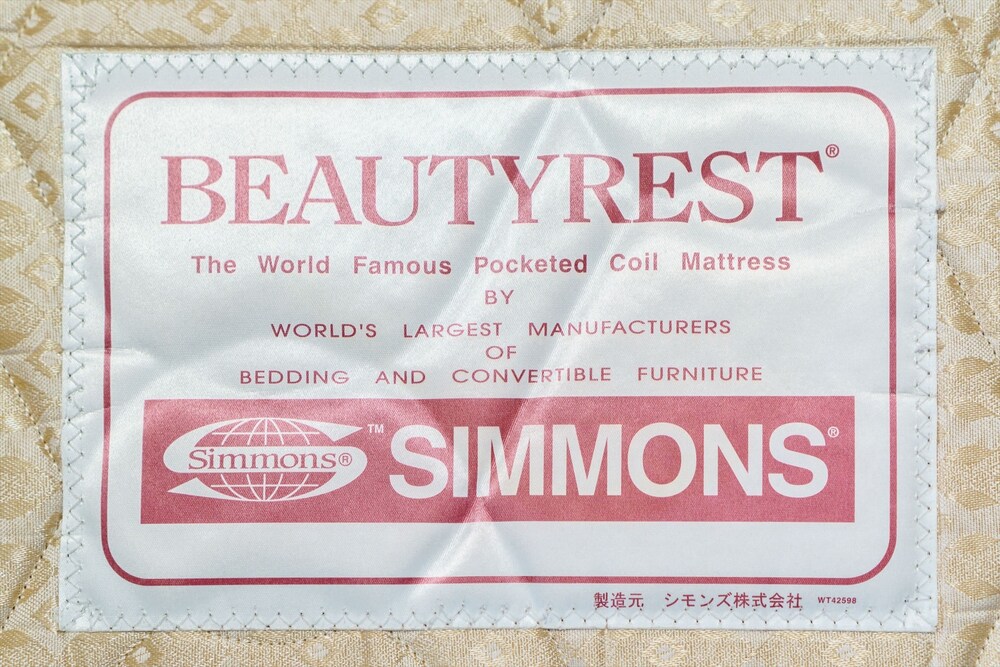 BEAUTYREST®
The World Famous Pocketed Coil Mattress
BY
WORLD'S LARGEST MANUFACTURERS
OF
BEDDING AND CONVERTIBLE FURNITURE
Simmons® ™ SIMMONS®
製造元 シモンズ株式会社 WT42598